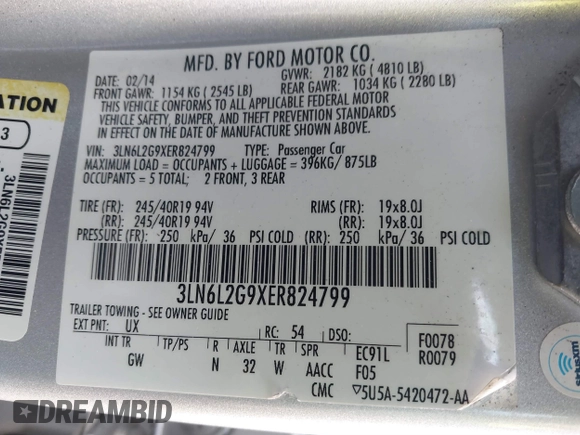 MFD. BY FORD MOTOR CO.
DATE: 02/14 GVWR: 2182 KG ( 4810 LB)
FRONT GAWR: 1154 KG ( 2545 LB) REAR GAWR: 1034 KG ( 2280 LB)
THIS VEHICLE CONFORMS TO ALL APPLICABLE FEDERAL MOTOR
VEHICLE SAFETY, BUMPER, AND THEFT PREVENTION STANDARDS
IN EFFECT ON THE DATE OF MANUFACTURE SHOWN ABOVE.
VIN: 3LN6L2G9XER824799 TYPE: Passenger Car
MAXIMUM LOAD = OCCUPANTS + LUGGAGE = 396KG/ 875LB
OCCUPANTS = 5 TOTAL; 2 FRONT, 3 REAR
TIRE (FR): 245/40R19 94V RIMS (FR): 19x8.0J
(RR): 245/40R19 94V (RR): 19x8.0J
PRESSURE (FR): 250 kPa/ 36 PSI COLD (RR): 250 kPa/ 36 PSI COLD
3LN6L2G9XER824799
TRAILER TOWING - SEE OWNER GUIDE
EXT PNT: UX RC: 54 DSO: F0078
R0079
INT TR TP/PS R AXLE TR SPR EC91L
GW N 32 W AACC F05
CMC ▽5U5A-5420472-AA
ATION
3
siriusxm
DREAMBID